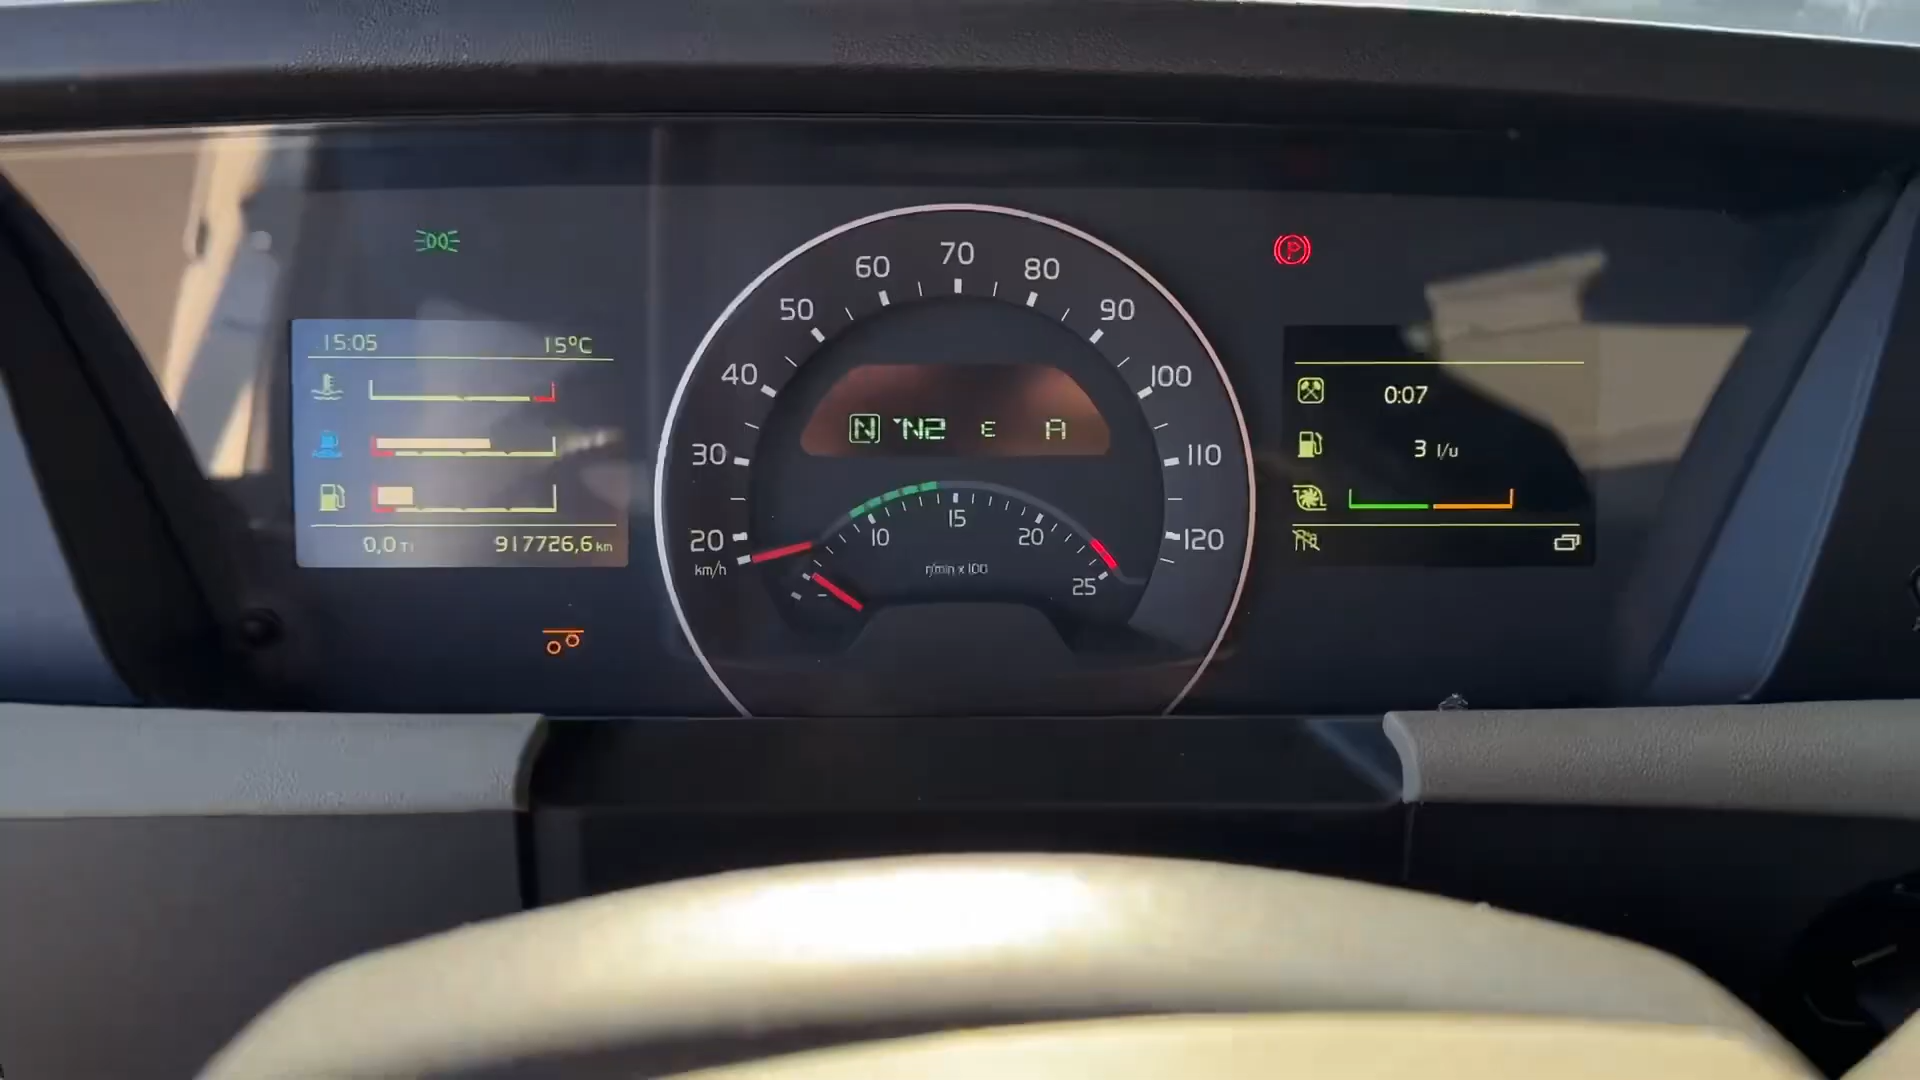 15:05 15°C
0,0 T1 917726,6 km
20 30 40 50 60 70 80 90 100 110 120
km/h
N N2 E A
10 15 20 25
r/min x 100
P
0:07
3 l/u